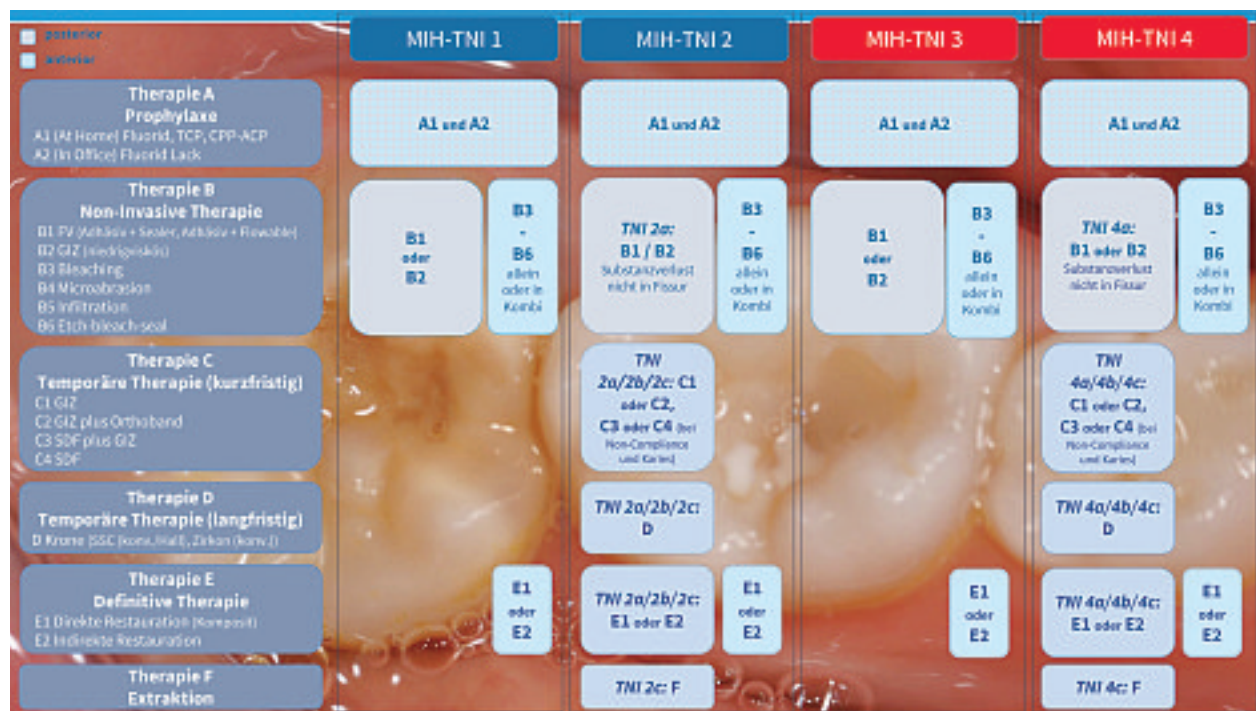 posterior
anterior
MIH-TNI 1
MIH-TNI 2
MIH-TNI 3
MIH-TNI 4
Therapie A
Prophylaxe
A1 (At Home) Fluorid, TCP, CPP-ACP
A2 (In Office) Fluorid Lack
A1 und A2
A1 und A2
A1 und A2
A1 und A2
Therapie B
Non-Invasive Therapie
B1 FV (Adhäsiv + Sealer, Adhäsiv + Flowable)
B2 GIZ (niedrigviskös)
B3 Bleaching
B4 Microabrasion
B5 Infiltration
B6 Etch-bleach-seal
B1
oder
B2
B3
-
B6
allein
oder in
Kombi
TNI 2a:
B1 / B2
Substanzverlust
nicht in Fissur
B3
-
B6
allein
oder in
Kombi
B1
oder
B2
B3
-
B6
allein
oder in
Kombi
TNI 4a:
B1 oder B2
Substanzverlust
nicht in Fissur
B3
-
B6
allein
oder in
Kombi
Therapie C
Temporäre Therapie (kurzfristig)
C1 GIZ
C2 GIZ plus Orthoband
C3 SDF plus GIZ
C4 SDF
TNI
2a/2b/2c: C1
oder C2,
C3 oder C4 (bei
Non-Compliance
und Karies)
TNI
4a/4b/4c:
C1 oder C2,
C3 oder C4 (bei
Non-Compliance
und Karies)
Therapie D
Temporäre Therapie (langfristig)
D Krone (SSC (konv./Hall), Zirkon (konv.))
TNI 2a/2b/2c:
D
TNI 4a/4b/4c:
D
Therapie E
Definitive Therapie
E1 Direkte Restauration (Komposit)
E2 Indirekte Restauration
E1
oder
E2
TNI 2a/2b/2c:
E1 oder E2
E1
oder
E2
E1
oder
E2
TNI 4a/4b/4c:
E1 oder E2
E1
oder
E2
Therapie F
Extraktion
TNI 2c: F
TNI 4c: F